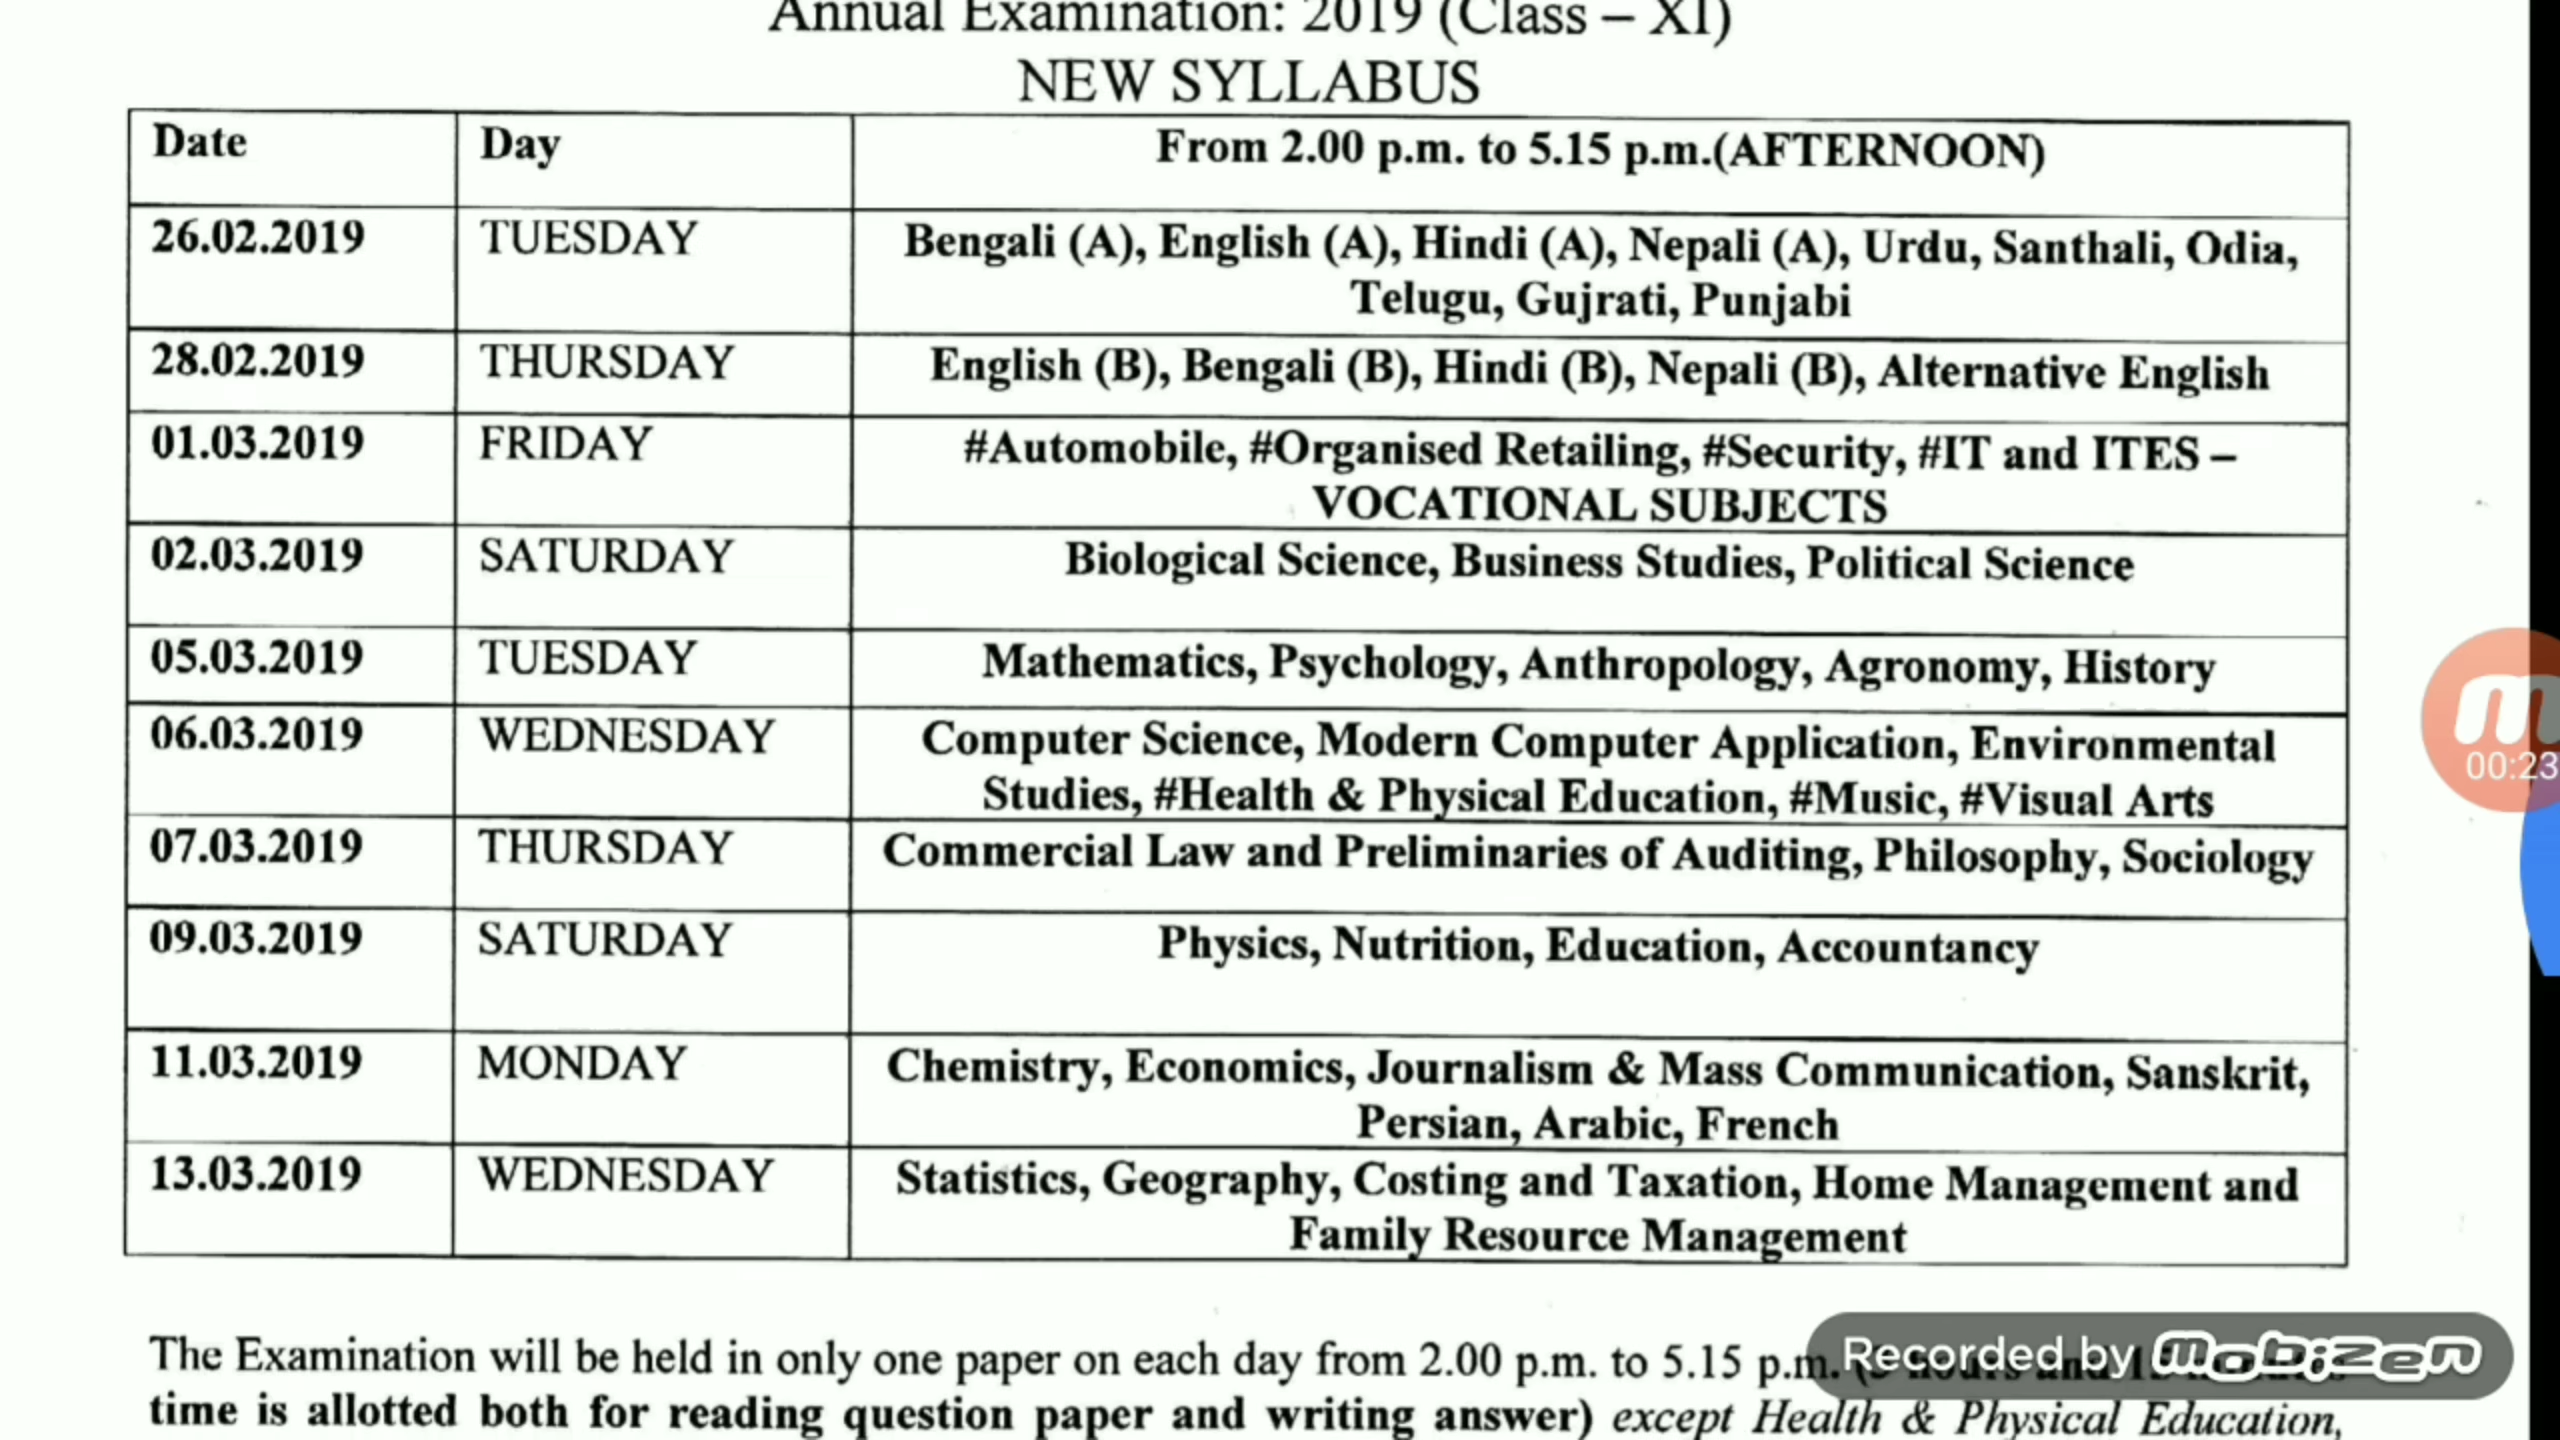 Annual Examination: 2019 (Class – XI)
NEW SYLLABUS
Date Day From 2.00 p.m. to 5.15 p.m.(AFTERNOON)
26.02.2019 TUESDAY Bengali (A), English (A), Hindi (A), Nepali (A), Urdu, Santhali, Odia,
Telugu, Gujrati, Punjabi
28.02.2019 THURSDAY English (B), Bengali (B), Hindi (B), Nepali (B), Alternative English
01.03.2019 FRIDAY #Automobile, #Organised Retailing, #Security, #IT and ITES –
VOCATIONAL SUBJECTS
02.03.2019 SATURDAY Biological Science, Business Studies, Political Science
05.03.2019 TUESDAY Mathematics, Psychology, Anthropology, Agronomy, History
06.03.2019 WEDNESDAY Computer Science, Modern Computer Application, Environmental
Studies, #Health & Physical Education, #Music, #Visual Arts
00:23
07.03.2019 THURSDAY Commercial Law and Preliminaries of Auditing, Philosophy, Sociology
09.03.2019 SATURDAY Physics, Nutrition, Education, Accountancy
11.03.2019 MONDAY Chemistry, Economics, Journalism & Mass Communication, Sanskrit,
Persian, Arabic, French
13.03.2019 WEDNESDAY Statistics, Geography, Costing and Taxation, Home Management and
Family Resource Management
The Examination will be held in only one paper on each day from 2.00 p.m. to 5.15 p.m.
Recorded by mobizen
time is allotted both for reading question paper and writing answer) except Health & Physical Education,